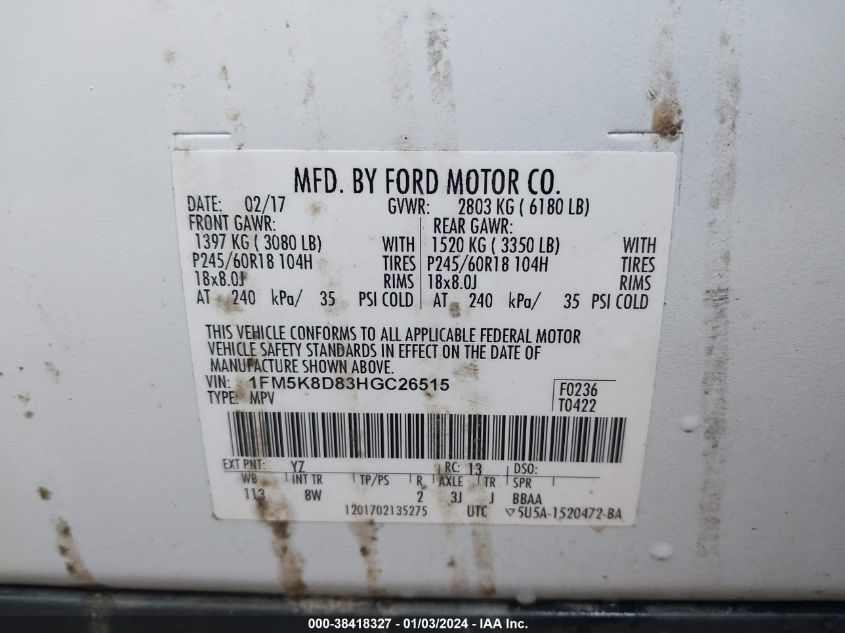 MFD. BY FORD MOTOR CO.
DATE: 02/17 GVWR: 2803 KG ( 6180 LB)
FRONT GAWR: REAR GAWR:
1397 KG ( 3080 LB) WITH 1520 KG ( 3350 LB) WITH
P245/60R18 104H TIRES P245/60R18 104H TIRES
18x8.0J RIMS 18x8.0J RIMS
AT 240 kPa/ 35 PSI COLD AT 240 kPa/ 35 PSI COLD
THIS VEHICLE CONFORMS TO ALL APPLICABLE FEDERAL MOTOR
VEHICLE SAFETY STANDARDS IN EFFECT ON THE DATE OF
MANUFACTURE SHOWN ABOVE.
VIN: 1FM5K8D83HGC26515 F0236
TYPE: MPV T0422
EXT PNT: YZ RC: 13 DSO:
WB INT TR TP/PS R AXLE TR SPR
113 8W 2 3J J BBAA
1201702135275 UTC ▽5U5A-1520472-BA
000-38418327 - 01/03/2024 - IAA Inc.